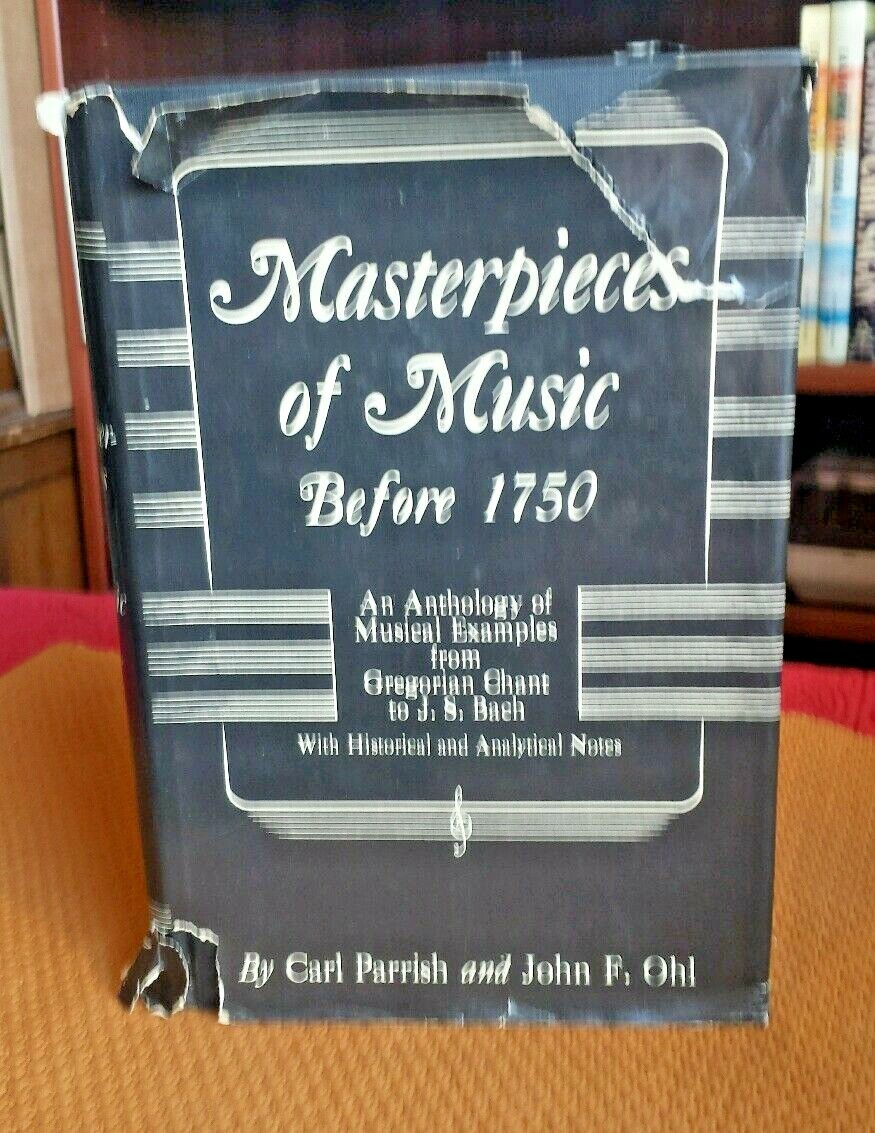 Masterpieces
of Music
Before 1750
An Anthology of
Musical Examples
from
Gregorian Chant
to J. S. Bach
With Historical and Analytical Notes
By Carl Parrish and John F. Ohl